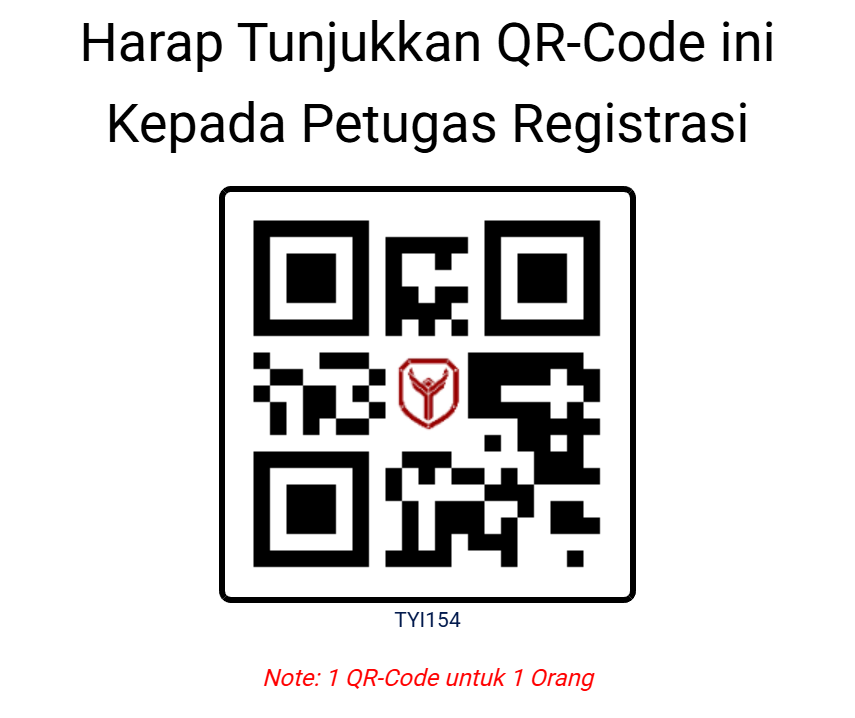 Harap Tunjukkan QR-Code ini
Kepada Petugas Registrasi
TYI154
Note: 1 QR-Code untuk 1 Orang